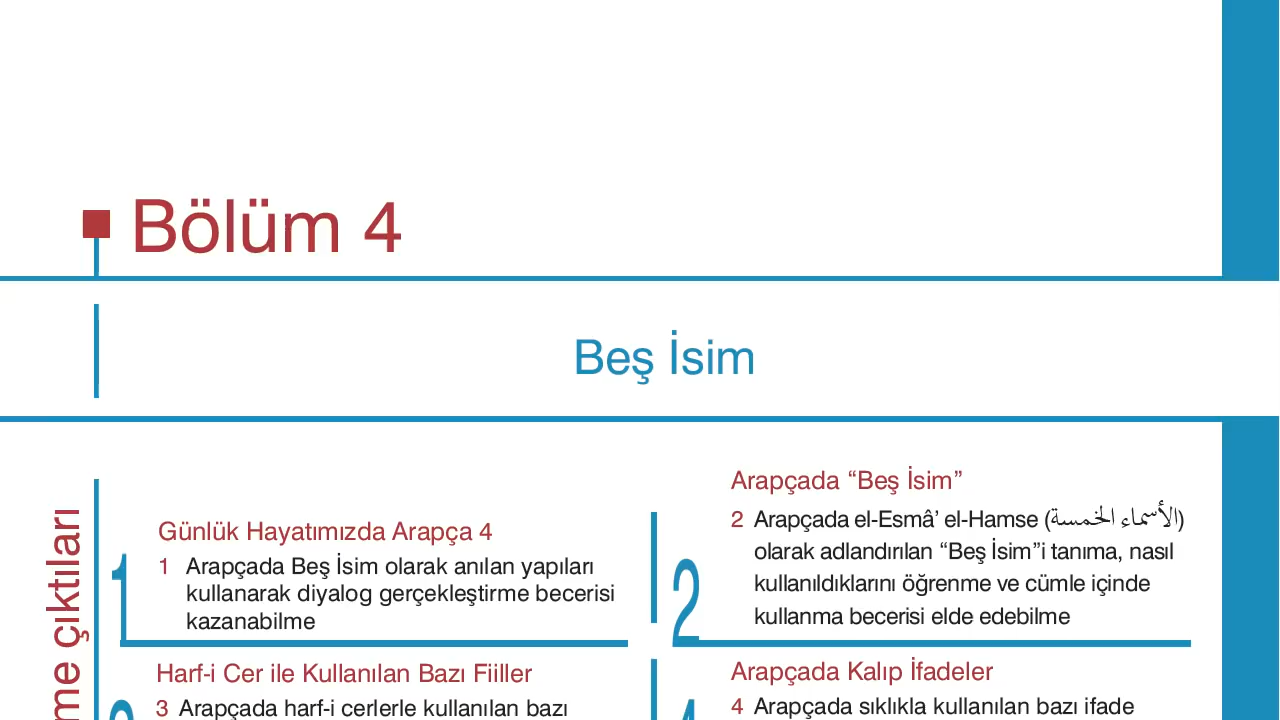 Bölüm 4
Beş İsim
Günlük Hayatımızda Arapça 4
1
1 Arapçada Beş İsim olarak anılan yapıları
kullanarak diyalog gerçekleştirme becerisi
kazanabilme
Arapçada “Beş İsim”
2
2 Arapçada el-Esmâ’ el-Hamse (الأسماء الخمسة)
olarak adlandırılan “Beş İsim”i tanıma, nasıl
kullanıldıklarını öğrenme ve cümle içinde
kullanma becerisi elde edebilme
Harf-i Cer ile Kullanılan Bazı Fiiller
3 Arapçada harf-i cerlerle kullanılan bazı
Arapçada Kalıp İfadeler
4
4 Arapçada sıklıkla kullanılan bazı ifade
çıktıları